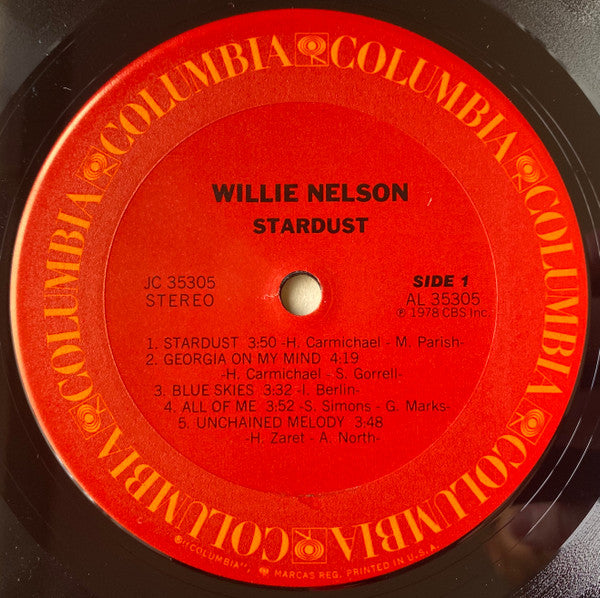 COLUMBIA COLUMBIA COLUMBIA COLUMBIA COLUMBIA COLUMBIA
WILLIE NELSON
STARDUST
JC 35305
STEREO
SIDE 1
AL 35305
℗ 1978 CBS Inc
1. STARDUST 3:50 -H. Carmichael - M. Parish-
2. GEORGIA ON MY MIND 4:19
-H. Carmichael - S. Gorrell-
3. BLUE SKIES 3:32 -I. Berlin-
4. ALL OF ME 3:52 -S. Simons - G. Marks-
5. UNCHAINED MELODY 3:48
-H. Zaret - A. North-
"COLUMBIA", MARCAS REG. PRINTED IN U.S.A.